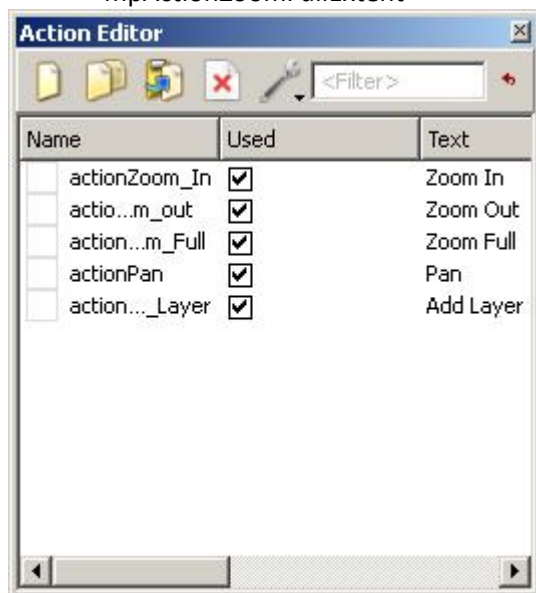 mpActionZoomFullExtent
Action Editor
<Filter>
Name Used Text
actionZoom_In Zoom In
actio...m_out Zoom Out
action...m_Full Zoom Full
actionPan Pan
action..._Layer Add Layer